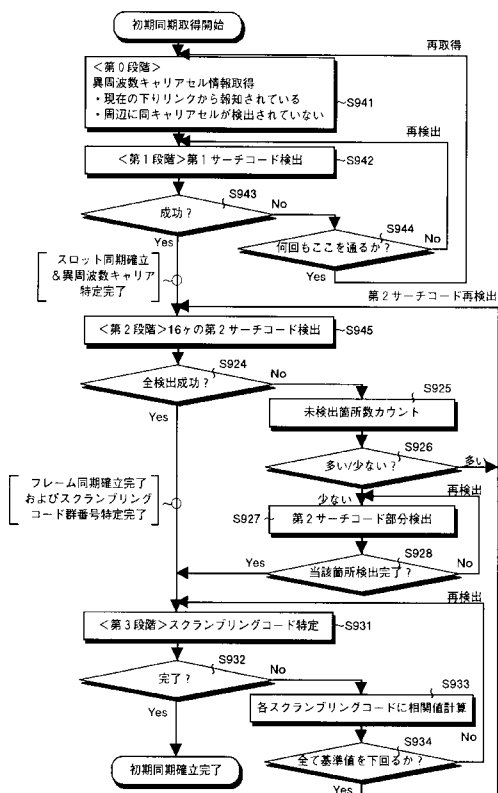 初期同期取得開始
再取得
<第0段階>
異周波数キャリアセル情報取得
・現在の下りリンクから報知されている
・周辺に同キャリアセルが検出されていない
S941
再検出
<第1段階>第1サーチコード検出
S942
S943
成功?
No
S944
Yes
何回もここを通るか?
No
Yes
スロット同期確立
&異周波数キャリア
特定完了
第2サーチコード再検出
<第2段階>16ヶの第2サーチコード検出
S945
S924
全検出成功?
No
S925
Yes
未検出箇所数カウント
S926
多い/少ない?
多い
フレーム同期確立完了
およびスクランブリング
コード群番号特定完了
少ない
再検出
S927
第2サーチコード部分検出
S928
Yes
当該箇所検出完了?
No
再検出
<第3段階>スクランブリングコード特定
S931
S932
完了?
No
S933
各スクランブリングコードに相関値計算
Yes
S934
No
全て基準値を下回るか?
初期同期確立完了
Yes